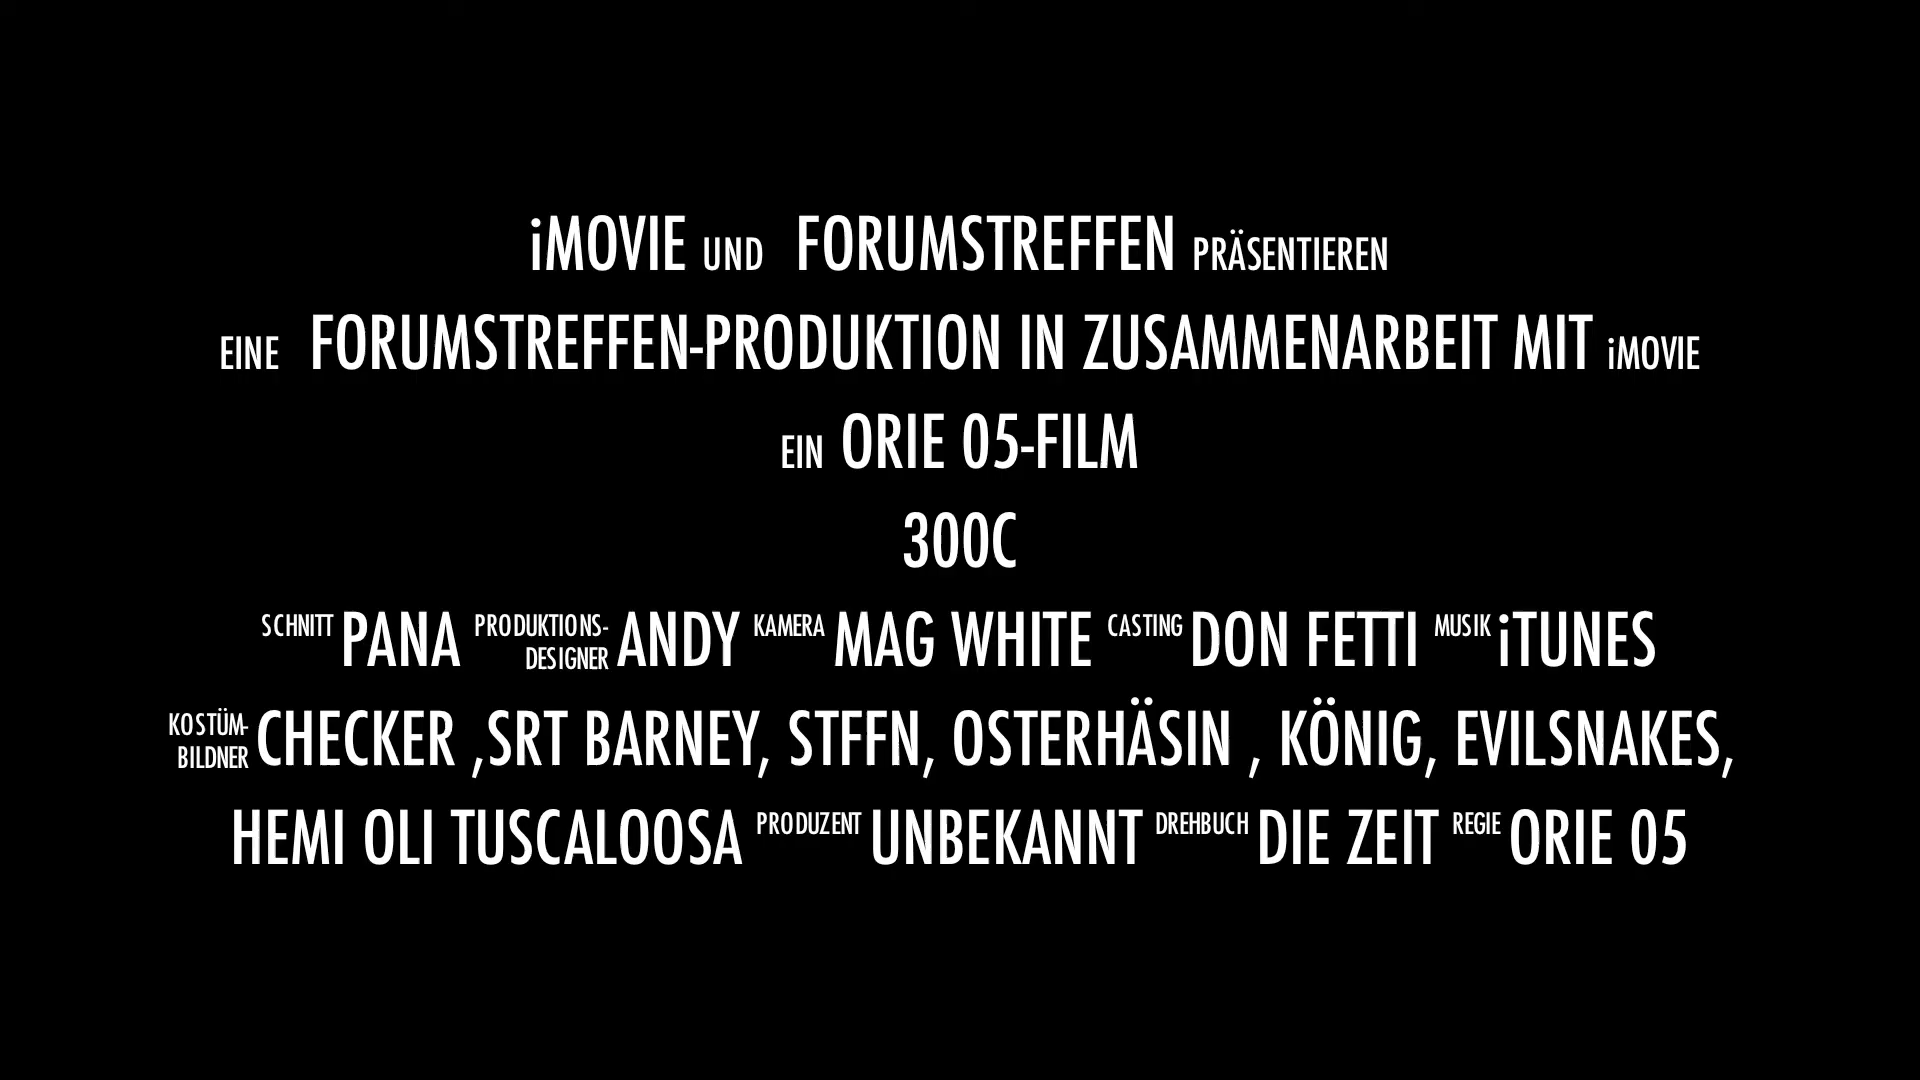 iMOVIE UND FORUMSTREFFEN PRÄSENTIEREN
EINE FORUMSTREFFEN-PRODUKTION IN ZUSAMMENARBEIT MIT iMOVIE
EIN ORIE 05-FILM
300C
SCHNITT PANA PRODUKTIONS-DESIGNER ANDY KAMERA MAG WHITE CASTING DON FETTI MUSIK iTUNES
KOSTÜM-BILDNER CHECKER ,SRT BARNEY, STFFN, OSTERHÄSIN , KÖNIG, EVILSNAKES,
HEMI OLI TUSCALOOSA PRODUZENT UNBEKANNT DREHBUCH DIE ZEIT REGIE ORIE 05